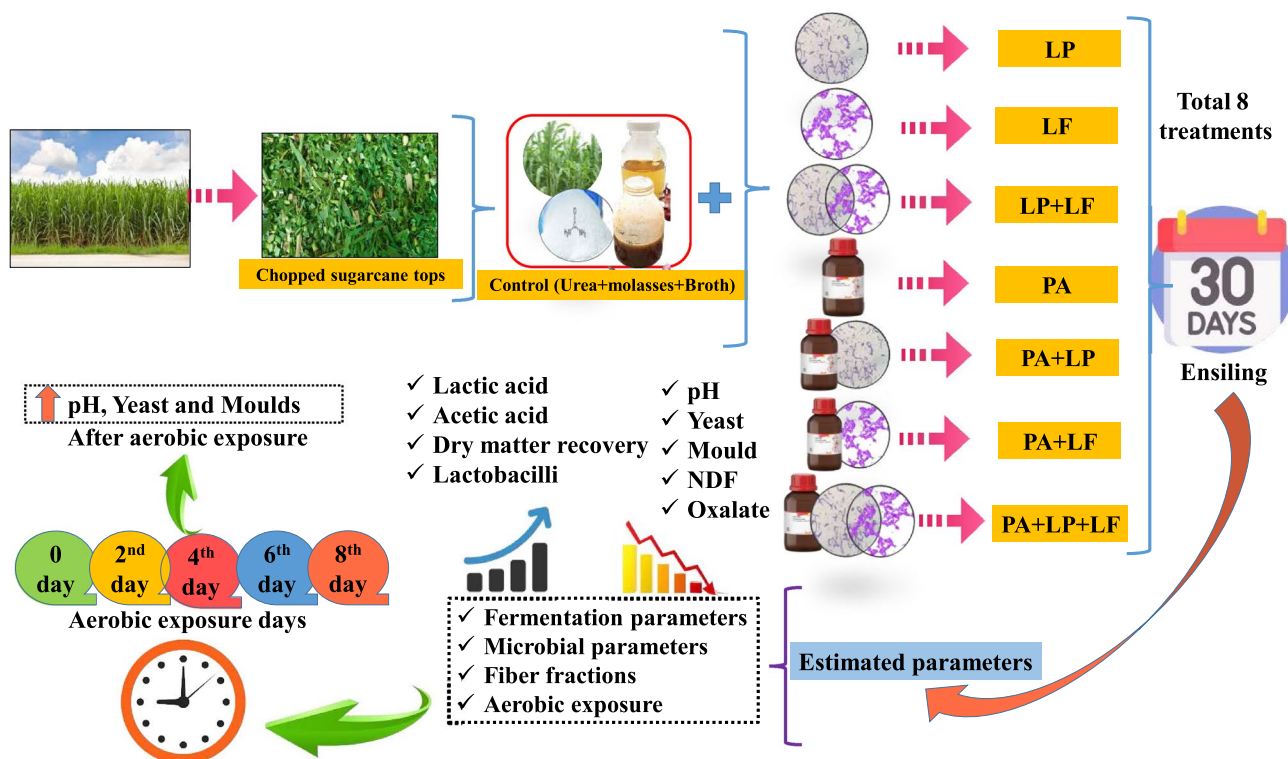 Chopped sugarcane tops
Control (Urea+molasses+Broth)
LP
LF
LP+LF
PA
PA+LP
PA+LF
PA+LP+LF
Total 8
treatments
30
DAYS
Ensiling
Estimated parameters
✓ Fermentation parameters
✓ Microbial parameters
✓ Fiber fractions
✓ Aerobic exposure
✓ Lactic acid
✓ Acetic acid
✓ Dry matter recovery
✓ Lactobacilli
✓ pH
✓ Yeast
✓ Mould
✓ NDF
✓ Oxalate
pH, Yeast and Moulds
After aerobic exposure
0
day
2nd
day
4th
day
6th
day
8th
day
Aerobic exposure days